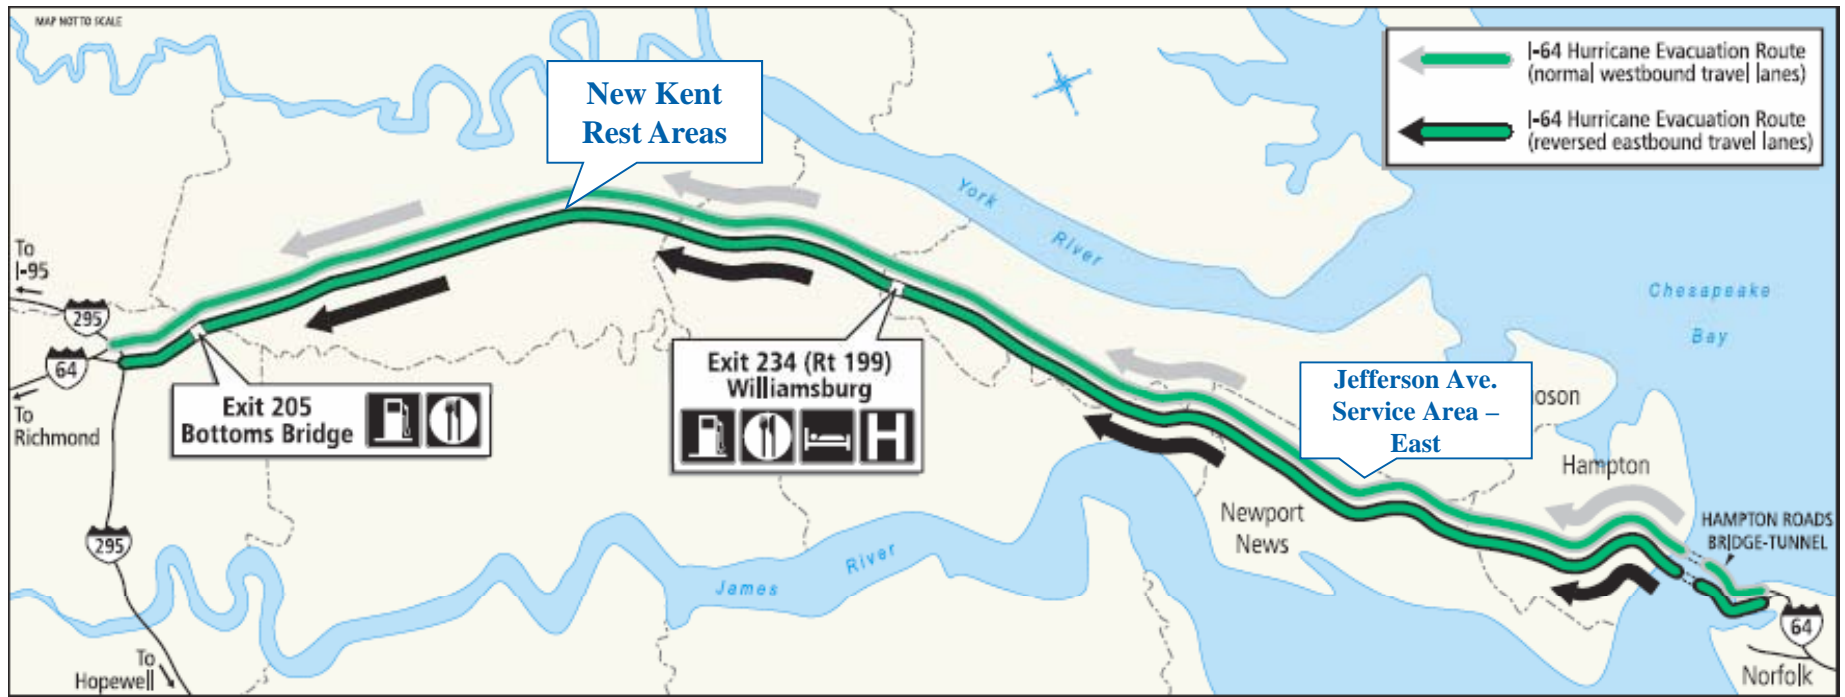 MAP NOT TO SCALE
I-64 Hurricane Evacuation Route
(normal westbound travel lanes)
I-64 Hurricane Evacuation Route
(reversed eastbound travel lanes)
New Kent
Rest Areas
York
River
To
I-95
295
64
To
Richmond
Exit 205
Bottoms Bridge
Exit 234 (Rt 199)
Williamsburg
H
Chesapeake
Bay
Jefferson Ave.
Service Area –
East
oson
Hampton
Newport
News
HAMPTON ROADS
BRIDGE-TUNNEL
295
James
River
64
Norfolk
To
Hopewell